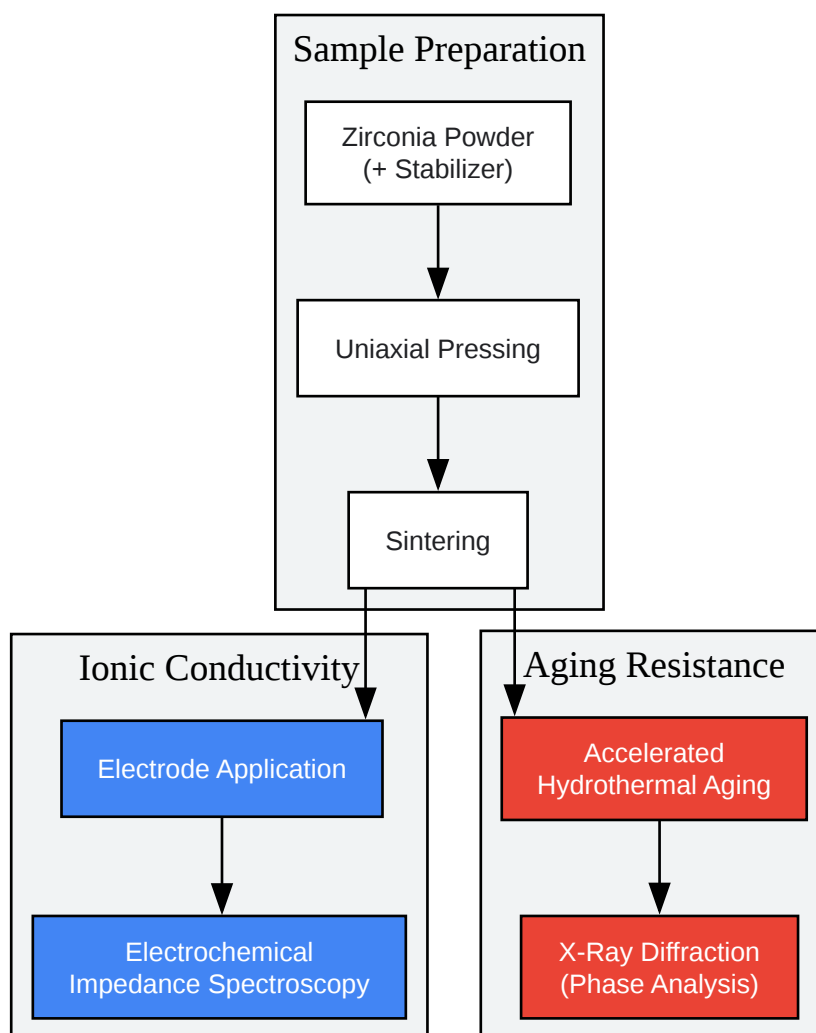 Sample Preparation
Zirconia Powder
(+ Stabilizer)
Uniaxial Pressing
Sintering
Ionic Conductivity
Electrode Application
Electrochemical
Impedance Spectroscopy
Aging Resistance
Accelerated
Hydrothermal Aging
X-Ray Diffraction
(Phase Analysis)